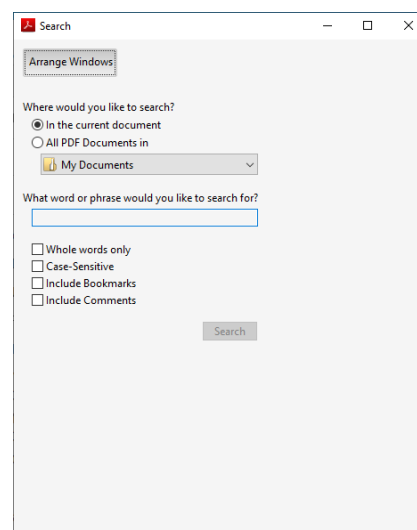 Search
Arrange Windows
Where would you like to search?
In the current document
All PDF Documents in
My Documents
What word or phrase would you like to search for?
Whole words only
Case-Sensitive
Include Bookmarks
Include Comments
Search